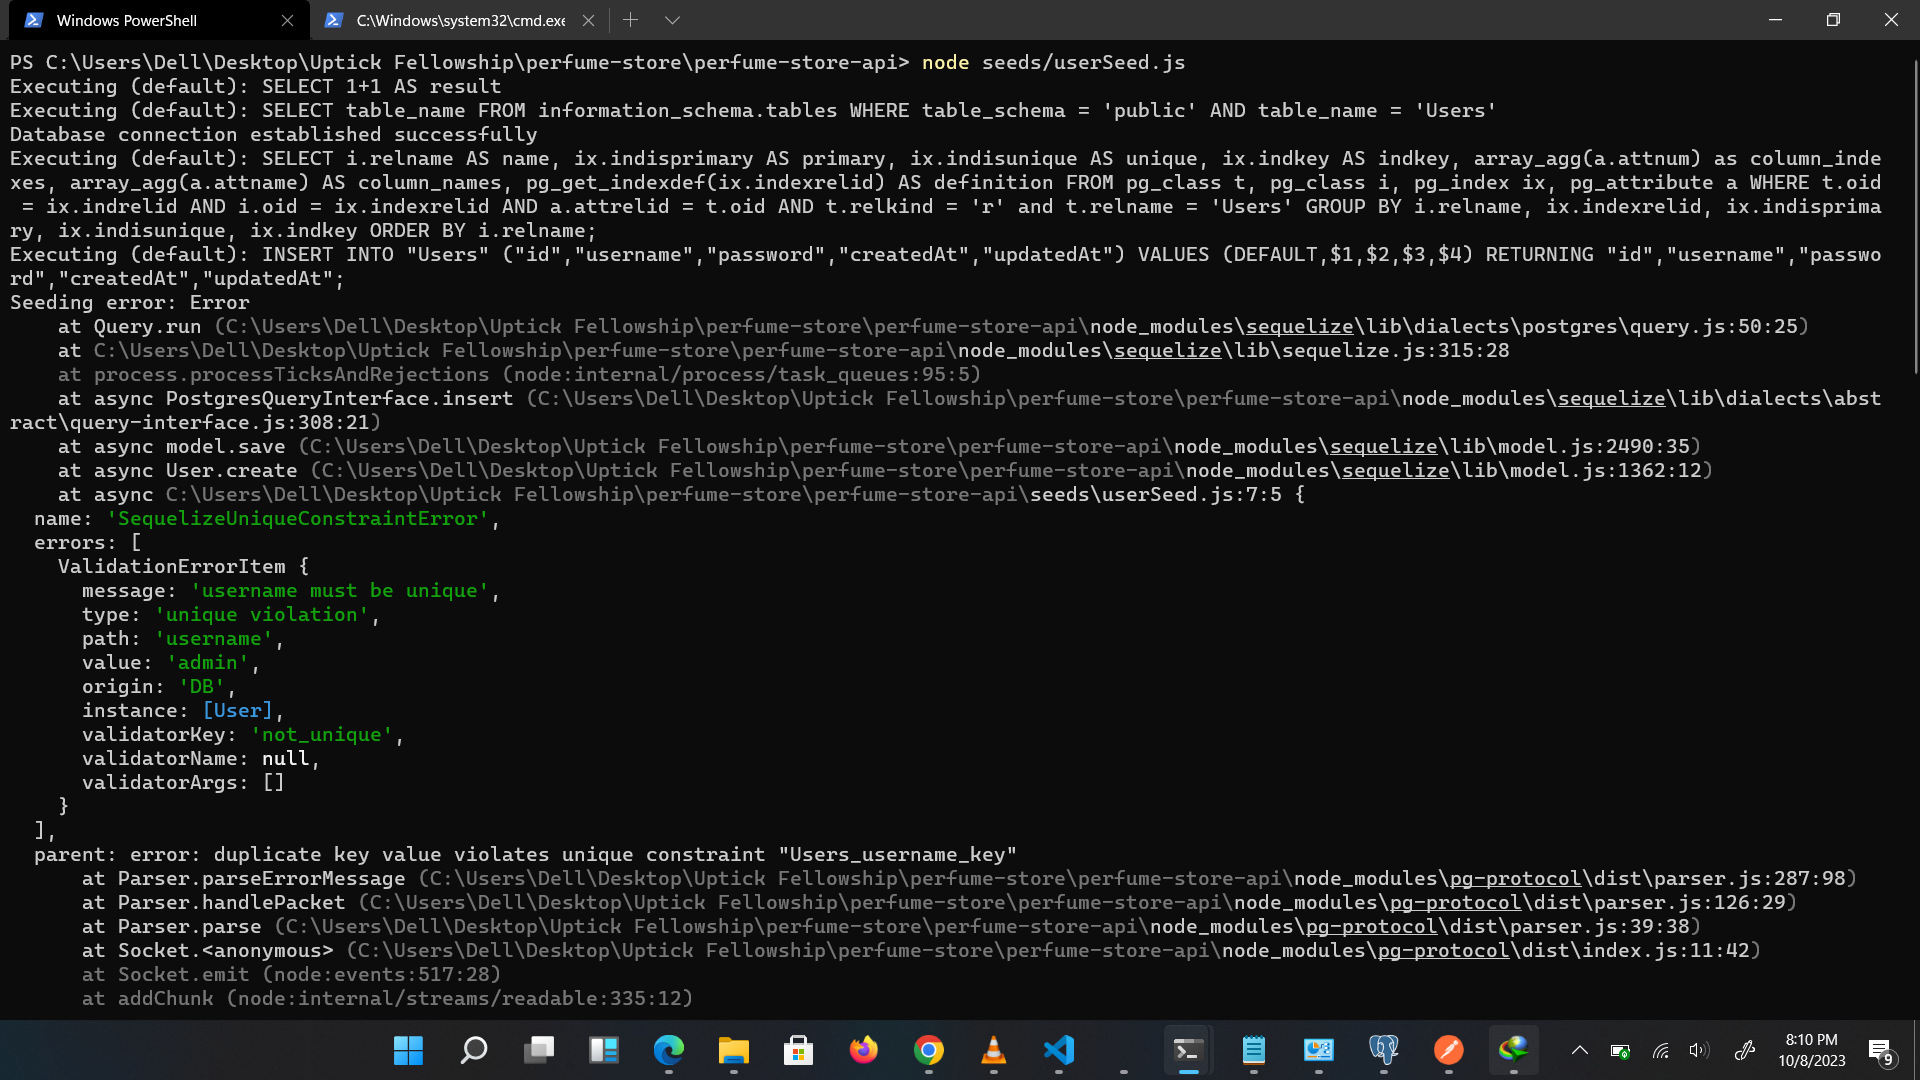 Windows PowerShell
C:\Windows\system32\cmd.exe
PS C:\Users\Dell\Desktop\Uptick Fellowship\perfume-store\perfume-store-api> node seeds/userSeed.js
Executing (default): SELECT 1+1 AS result
Executing (default): SELECT table_name FROM information_schema.tables WHERE table_schema = 'public' AND table_name = 'Users'
Database connection established successfully
Executing (default): SELECT i.relname AS name, ix.indisprimary AS primary, ix.indisunique AS unique, ix.indkey AS indkey, array_agg(a.attnum) as column_inde
xes, array_agg(a.attname) AS column_names, pg_get_indexdef(ix.indexrelid) AS definition FROM pg_class t, pg_class i, pg_index ix, pg_attribute a WHERE t.oid
 = ix.indrelid AND i.oid = ix.indexrelid AND a.attrelid = t.oid AND t.relkind = 'r' and t.relname = 'Users' GROUP BY i.relname, ix.indexrelid, ix.indisprima
ry, ix.indisunique, ix.indkey ORDER BY i.relname;
Executing (default): INSERT INTO "Users" ("id","username","password","createdAt","updatedAt") VALUES (DEFAULT,$1,$2,$3,$4) RETURNING "id","username","passwo
rd","createdAt","updatedAt";
Seeding error: Error
    at Query.run (C:\Users\Dell\Desktop\Uptick Fellowship\perfume-store\perfume-store-api\node_modules\sequelize\lib\dialects\postgres\query.js:50:25)
    at C:\Users\Dell\Desktop\Uptick Fellowship\perfume-store\perfume-store-api\node_modules\sequelize\lib\sequelize.js:315:28
    at process.processTicksAndRejections (node:internal/process/task_queues:95:5)
    at async PostgresQueryInterface.insert (C:\Users\Dell\Desktop\Uptick Fellowship\perfume-store\perfume-store-api\node_modules\sequelize\lib\dialects\abst
ract\query-interface.js:308:21)
    at async model.save (C:\Users\Dell\Desktop\Uptick Fellowship\perfume-store\perfume-store-api\node_modules\sequelize\lib\model.js:2490:35)
    at async User.create (C:\Users\Dell\Desktop\Uptick Fellowship\perfume-store\perfume-store-api\node_modules\sequelize\lib\model.js:1362:12)
    at async C:\Users\Dell\Desktop\Uptick Fellowship\perfume-store\perfume-store-api\seeds\userSeed.js:7:5 {
  name: 'SequelizeUniqueConstraintError',
  errors: [
    ValidationErrorItem {
      message: 'username must be unique',
      type: 'unique violation',
      path: 'username',
      value: 'admin',
      origin: 'DB',
      instance: [User],
      validatorKey: 'not_unique',
      validatorName: null,
      validatorArgs: []
    }
  ],
  parent: error: duplicate key value violates unique constraint "Users_username_key"
      at Parser.parseErrorMessage (C:\Users\Dell\Desktop\Uptick Fellowship\perfume-store\perfume-store-api\node_modules\pg-protocol\dist\parser.js:287:98)
      at Parser.handlePacket (C:\Users\Dell\Desktop\Uptick Fellowship\perfume-store\perfume-store-api\node_modules\pg-protocol\dist\parser.js:126:29)
      at Parser.parse (C:\Users\Dell\Desktop\Uptick Fellowship\perfume-store\perfume-store-api\node_modules\pg-protocol\dist\parser.js:39:38)
      at Socket.<anonymous> (C:\Users\Dell\Desktop\Uptick Fellowship\perfume-store\perfume-store-api\node_modules\pg-protocol\dist\index.js:11:42)
      at Socket.emit (node:events:517:28)
      at addChunk (node:internal/streams/readable:335:12)
8:10 PM
10/8/2023
9